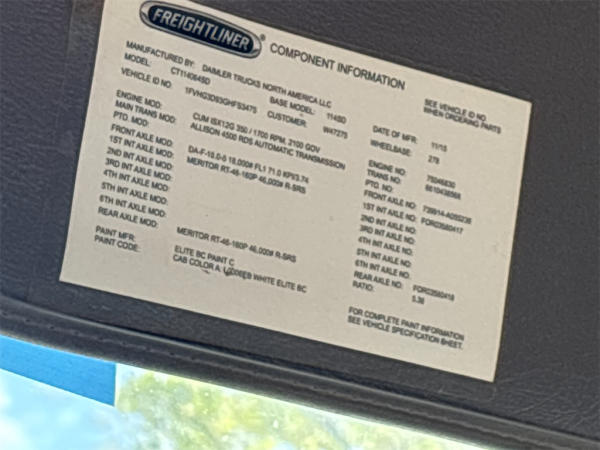 FREIGHTLINER
COMPONENT INFORMATION
SEE VEHICLE ID NO.
WHEN ORDERING PARTS
MANUFACTURED BY: DAIMLER TRUCKS NORTH AMERICA LLC
MODEL: CT114064SD BASE MODEL: 114SD DATE OF MFR: 11/15
VEHICLE ID NO: CUSTOMER: W47275 WHEELBASE: 278
ENGINE MOD: CUM ISX12G 350 / 1700 RPM, 2100 GOV ENGINE NO:
MAIN TRANS MOD: ALLISON 4500 RDS AUTOMATIC TRANSMISSION TRANS NO:
PTO. MOD: PTO. NO:
FRONT AXLE MOD: DA-F-18.0-5 18,000# FL1 71.0 KPI/3.74 FRONT AXLE NO:
1ST INT AXLE MOD: MERITOR RT-46-160P 46,000# R-SRS 1ST INT AXLE NO:
2ND INT AXLE MOD: 2ND INT AXLE NO:
3RD INT AXLE MOD: 3RD INT AXLE NO:
4TH INT AXLE MOD: 4TH INT AXLE NO:
5TH INT AXLE MOD: 5TH INT AXLE NO:
6TH INT AXLE MOD: 6TH INT AXLE NO:
REAR AXLE MOD: MERITOR RT-46-160P 46,000# R-SRS REAR AXLE NO:
RATIO: 5.38
PAINT MFR: ELITE BC PAINT C
PAINT CODE: CAB COLOR A: WHITE ELITE BC
FOR COMPLETE PAINT INFORMATION
SEE VEHICLE SPECIFICATION SHEET.